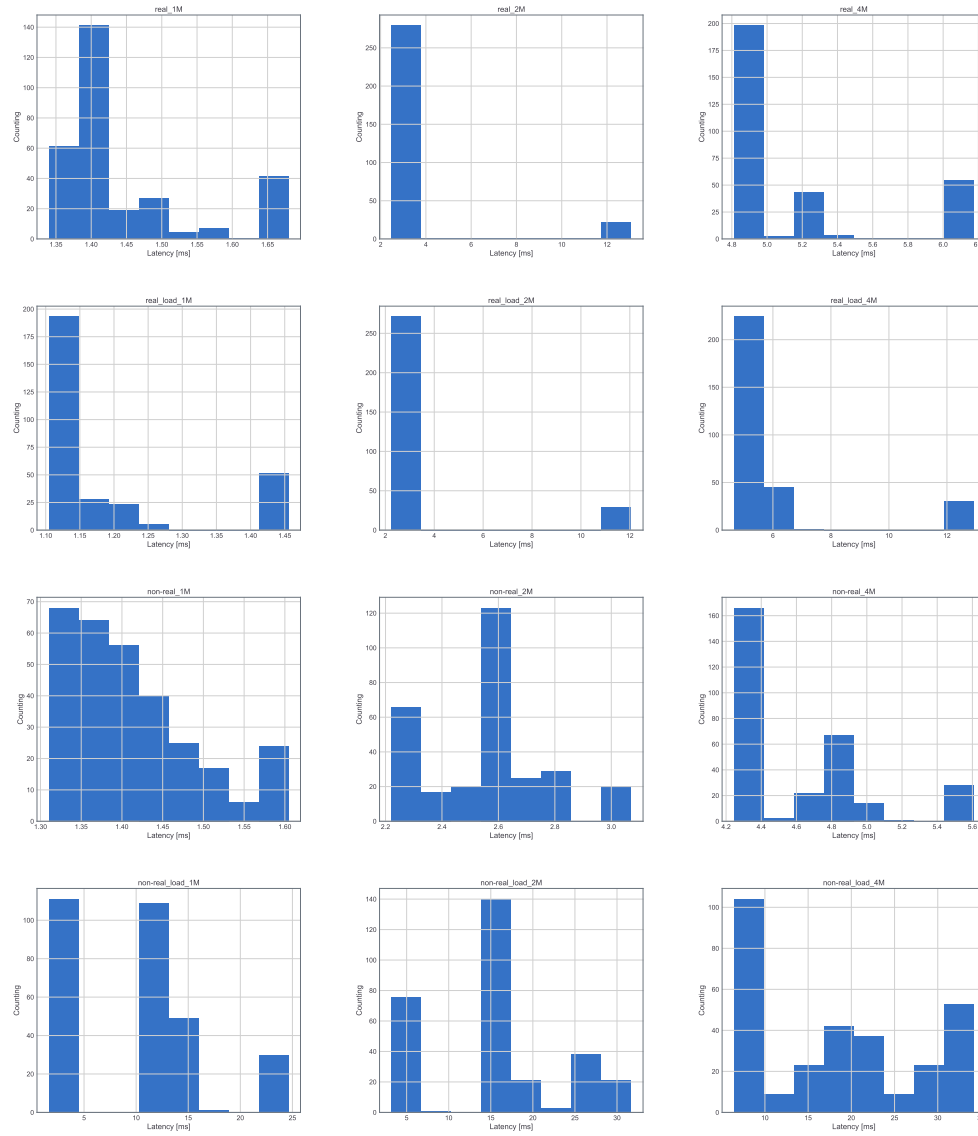 real_1M
140
120
100
80
60
40
20
0
Counting
1.35 1.40 1.45 1.50 1.55 1.60 1.65
Latency [ms]
real_2M
250
200
150
100
50
0
Counting
2 4 6 8 10 12
Latency [ms]
real_4M
200
175
150
125
100
75
50
25
0
Counting
4.8 5.0 5.2 5.4 5.6 5.8 6.0
Latency [ms]
real_load_1M
200
175
150
125
100
75
50
25
0
Counting
1.10 1.15 1.20 1.25 1.30 1.35 1.40 1.45
Latency [ms]
real_load_2M
250
200
150
100
50
0
Counting
2 4 6 8 10 12
Latency [ms]
real_load_4M
200
150
100
50
0
Counting
6 8 10 12
Latency [ms]
non-real_1M
70
60
50
40
30
20
10
0
Counting
1.30 1.35 1.40 1.45 1.50 1.55 1.60
Latency [ms]
non-real_2M
120
100
80
60
40
20
0
Counting
2.2 2.4 2.6 2.8 3.0
Latency [ms]
non-real_4M
160
140
120
100
80
60
40
20
0
Counting
4.2 4.4 4.6 4.8 5.0 5.2 5.4 5.6
Latency [ms]
non-real_load_1M
100
80
60
40
20
0
Counting
5 10 15 20 25
Latency [ms]
non-real_load_2M
140
120
100
80
60
40
20
0
Counting
5 10 15 20 25 30
Latency [ms]
non-real_load_4M
100
80
60
40
20
0
Counting
10 15 20 25 30
Latency [ms]